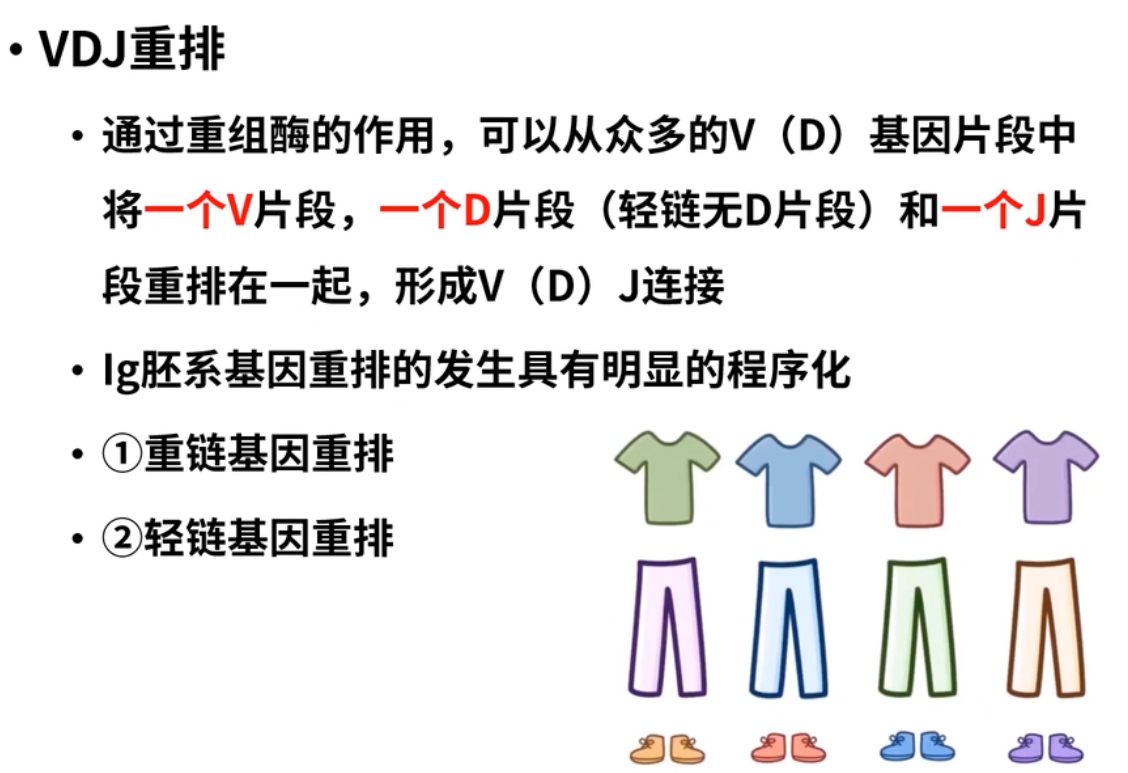 • VDJ重排
• 通过重组酶的作用，可以从众多的V（D）基因片段中
将一个V片段，一个D片段（轻链无D片段）和一个J片
段重排在一起，形成V（D）J连接
• Ig胚系基因重排的发生具有明显的程序化
• ①重链基因重排
• ②轻链基因重排